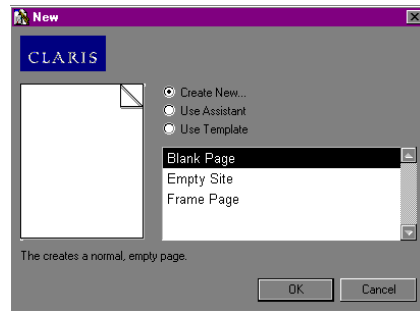 New
CLARIS
Create New...
Use Assistant
Use Template
Blank Page
Empty Site
Frame Page
The creates a normal, empty page.
OK
Cancel